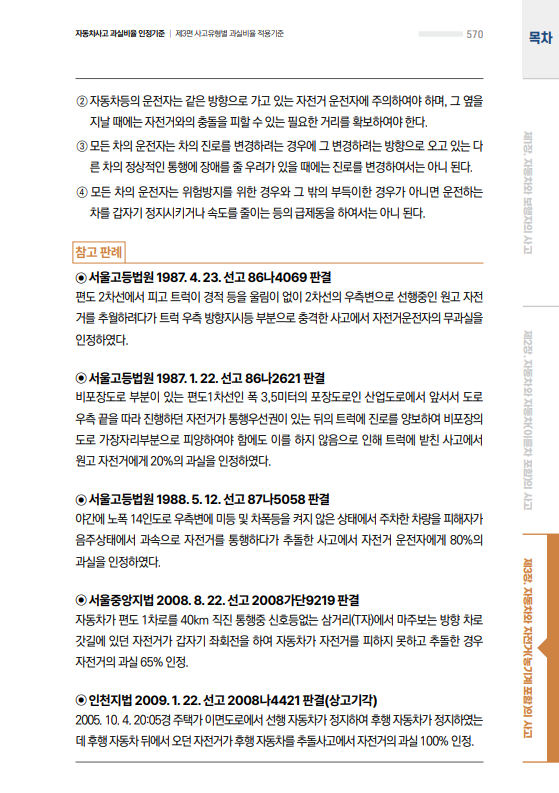 자동차사고 과실비율 인정기준 | 제3편 사고유형별 과실비율 적용기준
570
목차
② 자동차등의 운전자는 같은 방향으로 가고 있는 자전거 운전자에 주의하여야 하며, 그 옆을
지날 때에는 자전거와의 충돌을 피할 수 있는 필요한 거리를 확보하여야 한다.
③ 모든 차의 운전자는 차의 진로를 변경하려는 경우에 그 변경하려는 방향으로 오고 있는 다
른 차의 정상적인 통행에 장애를 줄 우려가 있을 때에는 진로를 변경하여서는 아니 된다.
④ 모든 차의 운전자는 위험방지를 위한 경우와 그 밖의 부득이한 경우가 아니면 운전하는
차를 갑자기 정지시키거나 속도를 줄이는 등의 급제동을 하여서는 아니 된다.
참고 판례
◉ 서울고등법원 1987. 4. 23. 선고 86나4069 판결
편도 2차선에서 피고 트럭이 경적 등을 울림이 없이 2차선의 우측변으로 선행중인 원고 자전
거를 추월하려다가 트럭 우측 방향지시등 부분으로 충격한 사고에서 자전거운전자의 무과실을
인정하였다.
◉ 서울고등법원 1987. 1. 22. 선고 86나2621 판결
비포장도로 부분이 있는 편도1차선인 폭 3.5미터의 포장도로인 산업도로에서 앞서서 도로
우측 끝을 따라 진행하던 자전거가 통행우선권이 있는 뒤의 트럭에 진로를 양보하여 비포장의
도로 가장자리부분으로 피양하여야 함에도 이를 하지 않음으로 인해 트럭에 받친 사고에서
원고 자전거에게 20%의 과실을 인정하였다.
◉ 서울고등법원 1988. 5. 12. 선고 87나5058 판결
야간에 노폭 14인도로 우측변에 미등 및 차폭등을 켜지 않은 상태에서 주차한 차량을 피해자가
음주상태에서 과속으로 자전거를 통행하다가 추돌한 사고에서 자전거 운전자에게 80%의
과실을 인정하였다.
◉ 서울중앙지법 2008. 8. 22. 선고 2008가단9219 판결
자동차가 편도 1차로를 40km 직진 통행중 신호등없는 삼거리(T자)에서 마주보는 방향 차로
갓길에 있던 자전거가 갑자기 좌회전을 하여 자동차가 자전거를 피하지 못하고 추돌한 경우
자전거의 과실 65% 인정.
◉ 인천지법 2009. 1. 22. 선고 2008나4421 판결(상고기각)
2005. 10. 4. 20:05경 주택가 이면도로에서 선행 자동차가 정지하여 후행 자동차가 정지하였는
데 후행 자동차 뒤에서 오던 자전거가 후행 자동차를 추돌사고에서 자전거의 과실 100% 인정.
제1장. 자동차와 보행자의 사고
제2장. 자동차와 자동차(이륜차 포함)의 사고
제3장. 자동차와 자전거(농기계 포함)의 사고